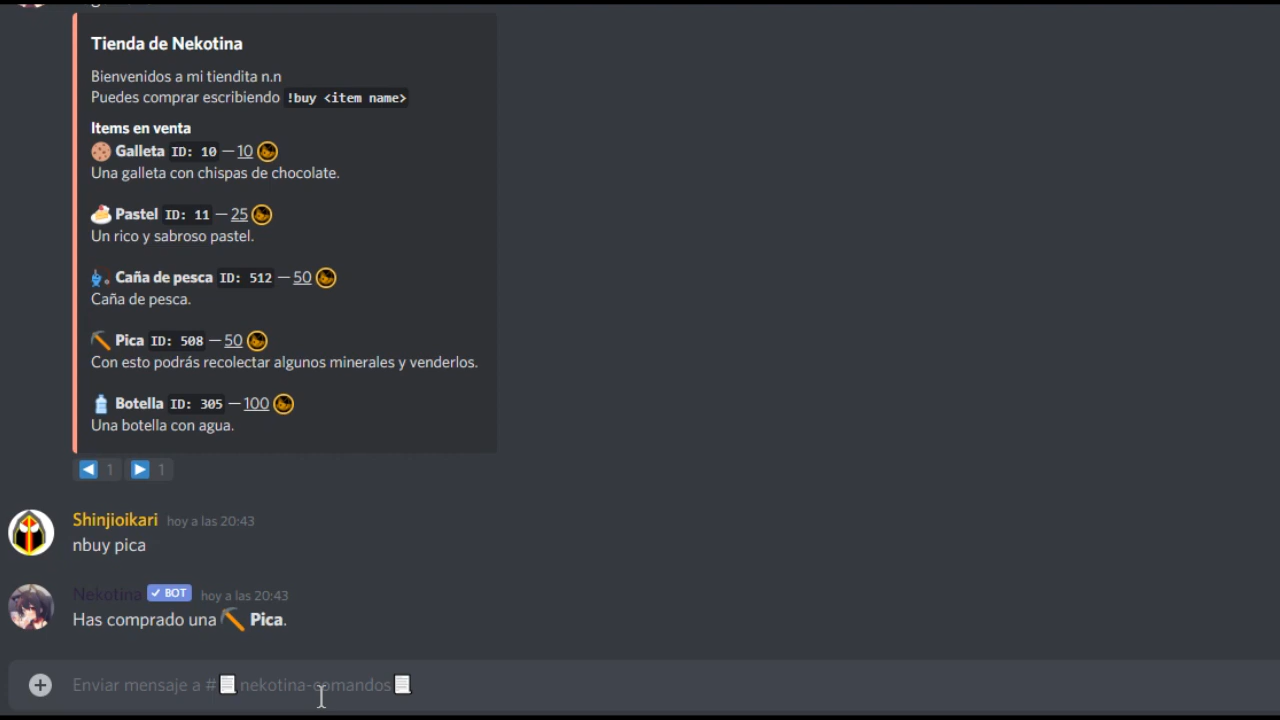 Tienda de Nekotina
Bienvenidos a mi tiendita n.n
Puedes comprar escribiendo !buy <item name>
Items en venta
Galleta ID: 10 — 10
Una galleta con chispas de chocolate.
Pastel ID: 11 — 25
Un rico y sabroso pastel.
Caña de pesca ID: 512 — 50
Caña de pesca.
Pica ID: 508 — 50
Con esto podrás recolectar algunos minerales y venderlos.
Botella ID: 305 — 100
Una botella con agua.
1 1
Shinjioikari hoy a las 20:43
nbuy pica
Nekotina BOT hoy a las 20:43
Has comprado una Pica.
Enviar mensaje a # nekotina-comandos